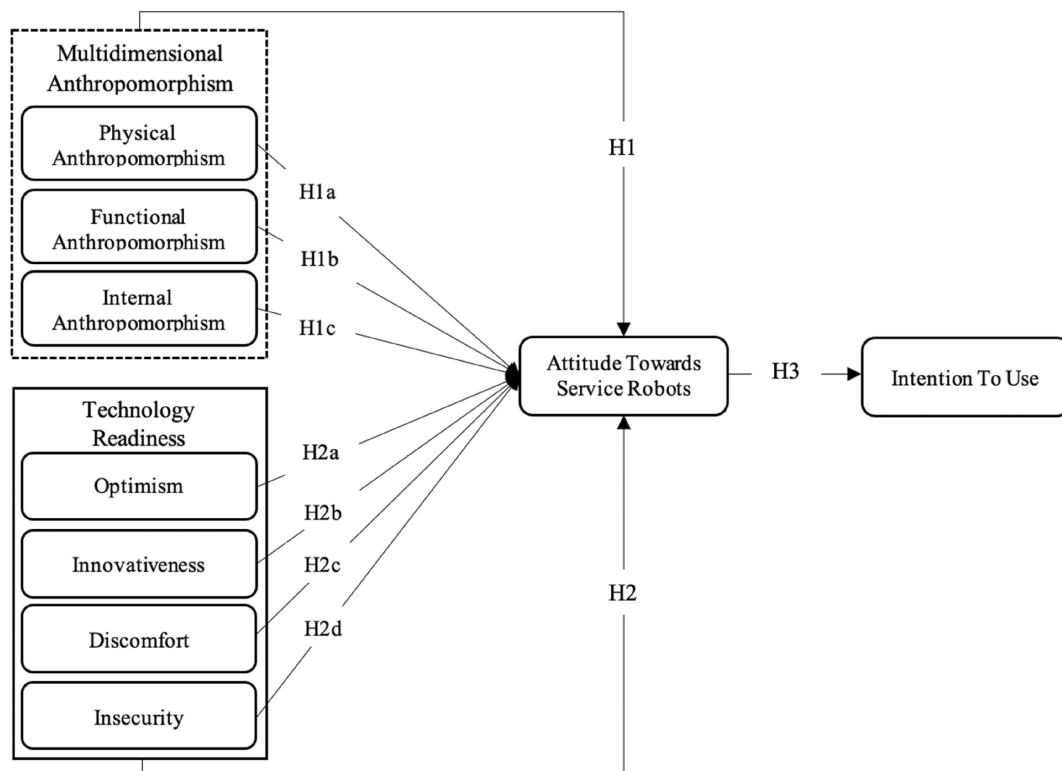 Multidimensional
Anthropomorphism
Physical
Anthropomorphism
Functional
Anthropomorphism
Internal
Anthropomorphism
H1a
H1b
H1c
H1
Technology
Readiness
Optimism
Innovativeness
Discomfort
Insecurity
H2a
H2b
H2c
H2d
H2
Attitude Towards
Service Robots
H3
Intention To Use